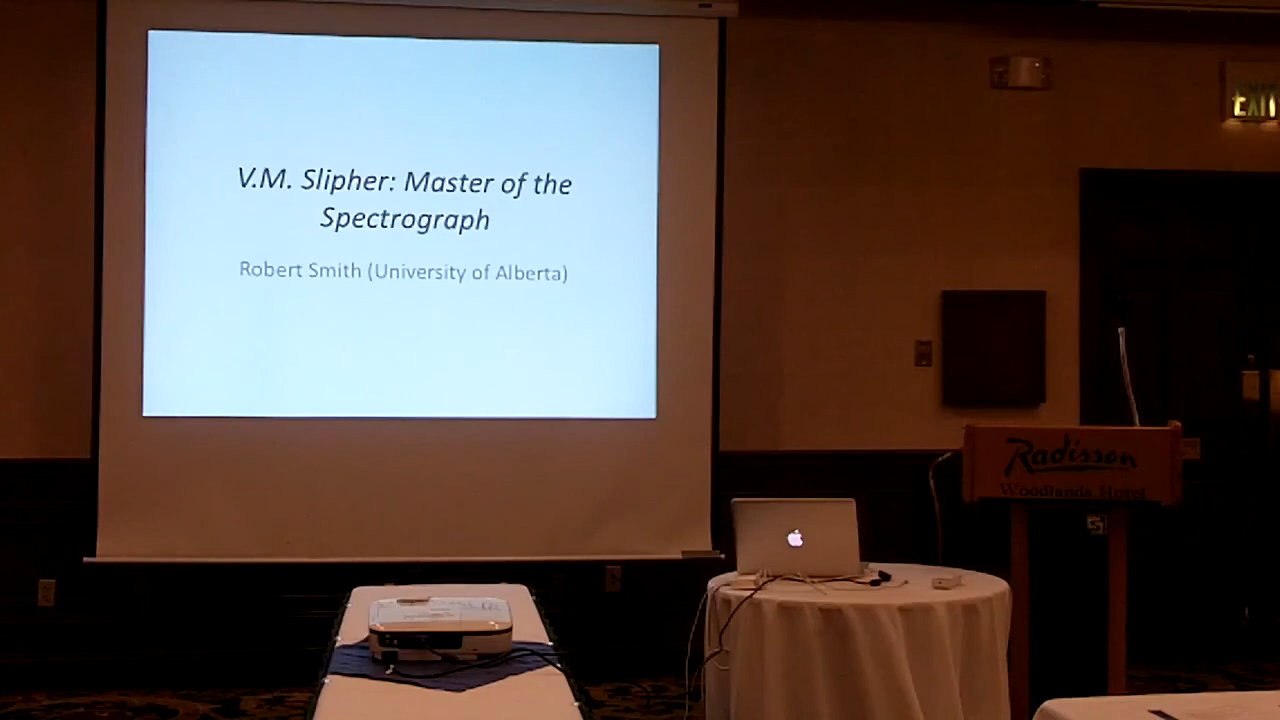 V.M. Slipher: Master of the
Spectrograph
Robert Smith (University of Alberta)
EXIT
Radisson
Woodlands Hotel